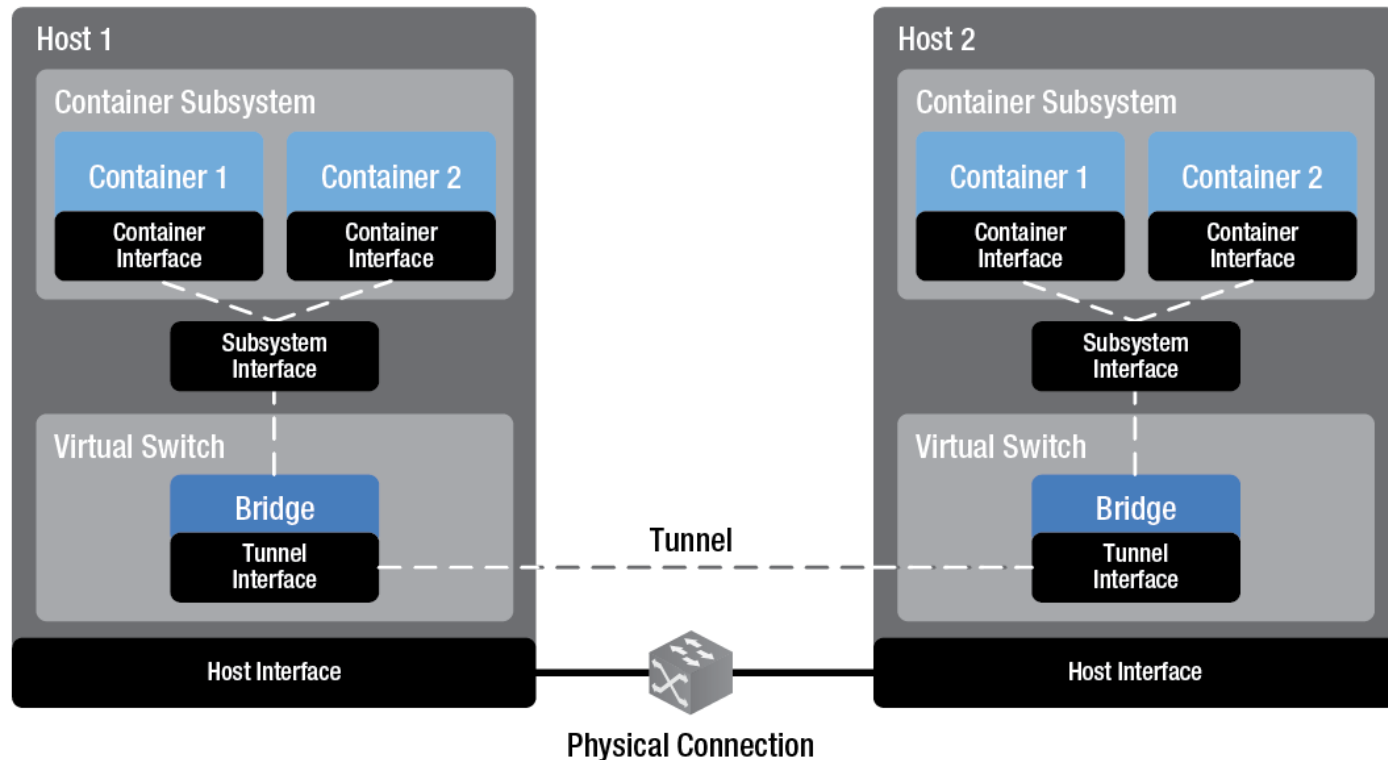 Host 1
Container Subsystem
Container 1
Container 2
Container
Interface
Container
Interface
Subsystem
Interface
Virtual Switch
Bridge
Tunnel
Interface
Host Interface
Tunnel
Physical Connection
Host 2
Container Subsystem
Container 1
Container 2
Container
Interface
Container
Interface
Subsystem
Interface
Virtual Switch
Bridge
Tunnel
Interface
Host Interface